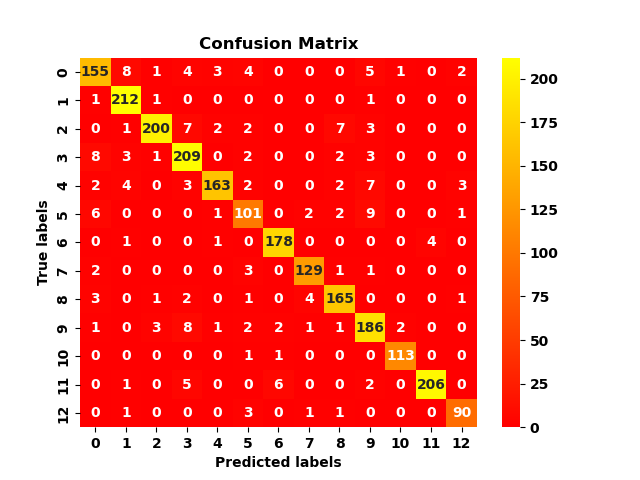 Confusion Matrix
0 155 8 1 4 3 4 0 0 0 5 1 0 2
1 1 212 1 0 0 0 0 0 0 1 0 0 0
2 0 1 200 7 2 2 0 0 7 3 0 0 0
3 8 3 1 209 0 2 0 0 2 3 0 0 0
4 2 4 0 3 163 2 0 0 2 7 0 0 3
5 6 0 0 0 1 101 0 2 2 9 0 0 1
6 0 1 0 0 1 0 178 0 0 0 0 4 0
7 2 0 0 0 0 3 0 129 1 1 0 0 0
8 3 0 1 2 0 1 0 4 165 0 0 0 1
9 1 0 3 8 1 2 2 1 1 186 2 0 0
10 0 0 0 0 0 1 1 0 0 0 113 0 0
11 0 1 0 5 0 0 6 0 0 2 0 206 0
12 0 1 0 0 0 3 0 1 1 0 0 0 90
0 1 2 3 4 5 6 7 8 9 10 11 12
Predicted labels
True labels
200
175
150
125
100
75
50
25
0